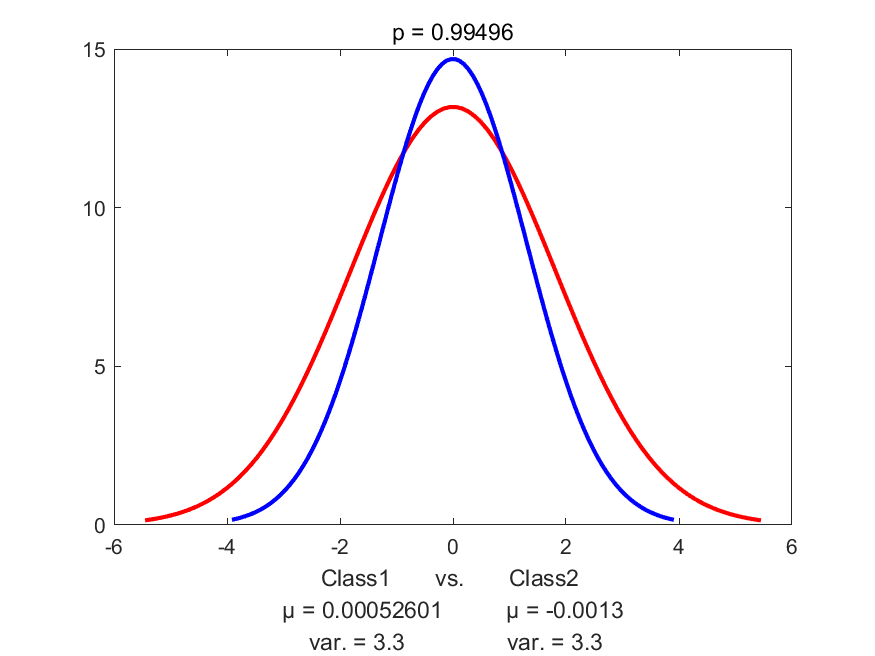 p = 0.99496
15
10
5
0
-6 -4 -2 0 2 4 6
Class1 vs. Class2
μ = 0.00052601 μ = -0.0013
var. = 3.3 var. = 3.3